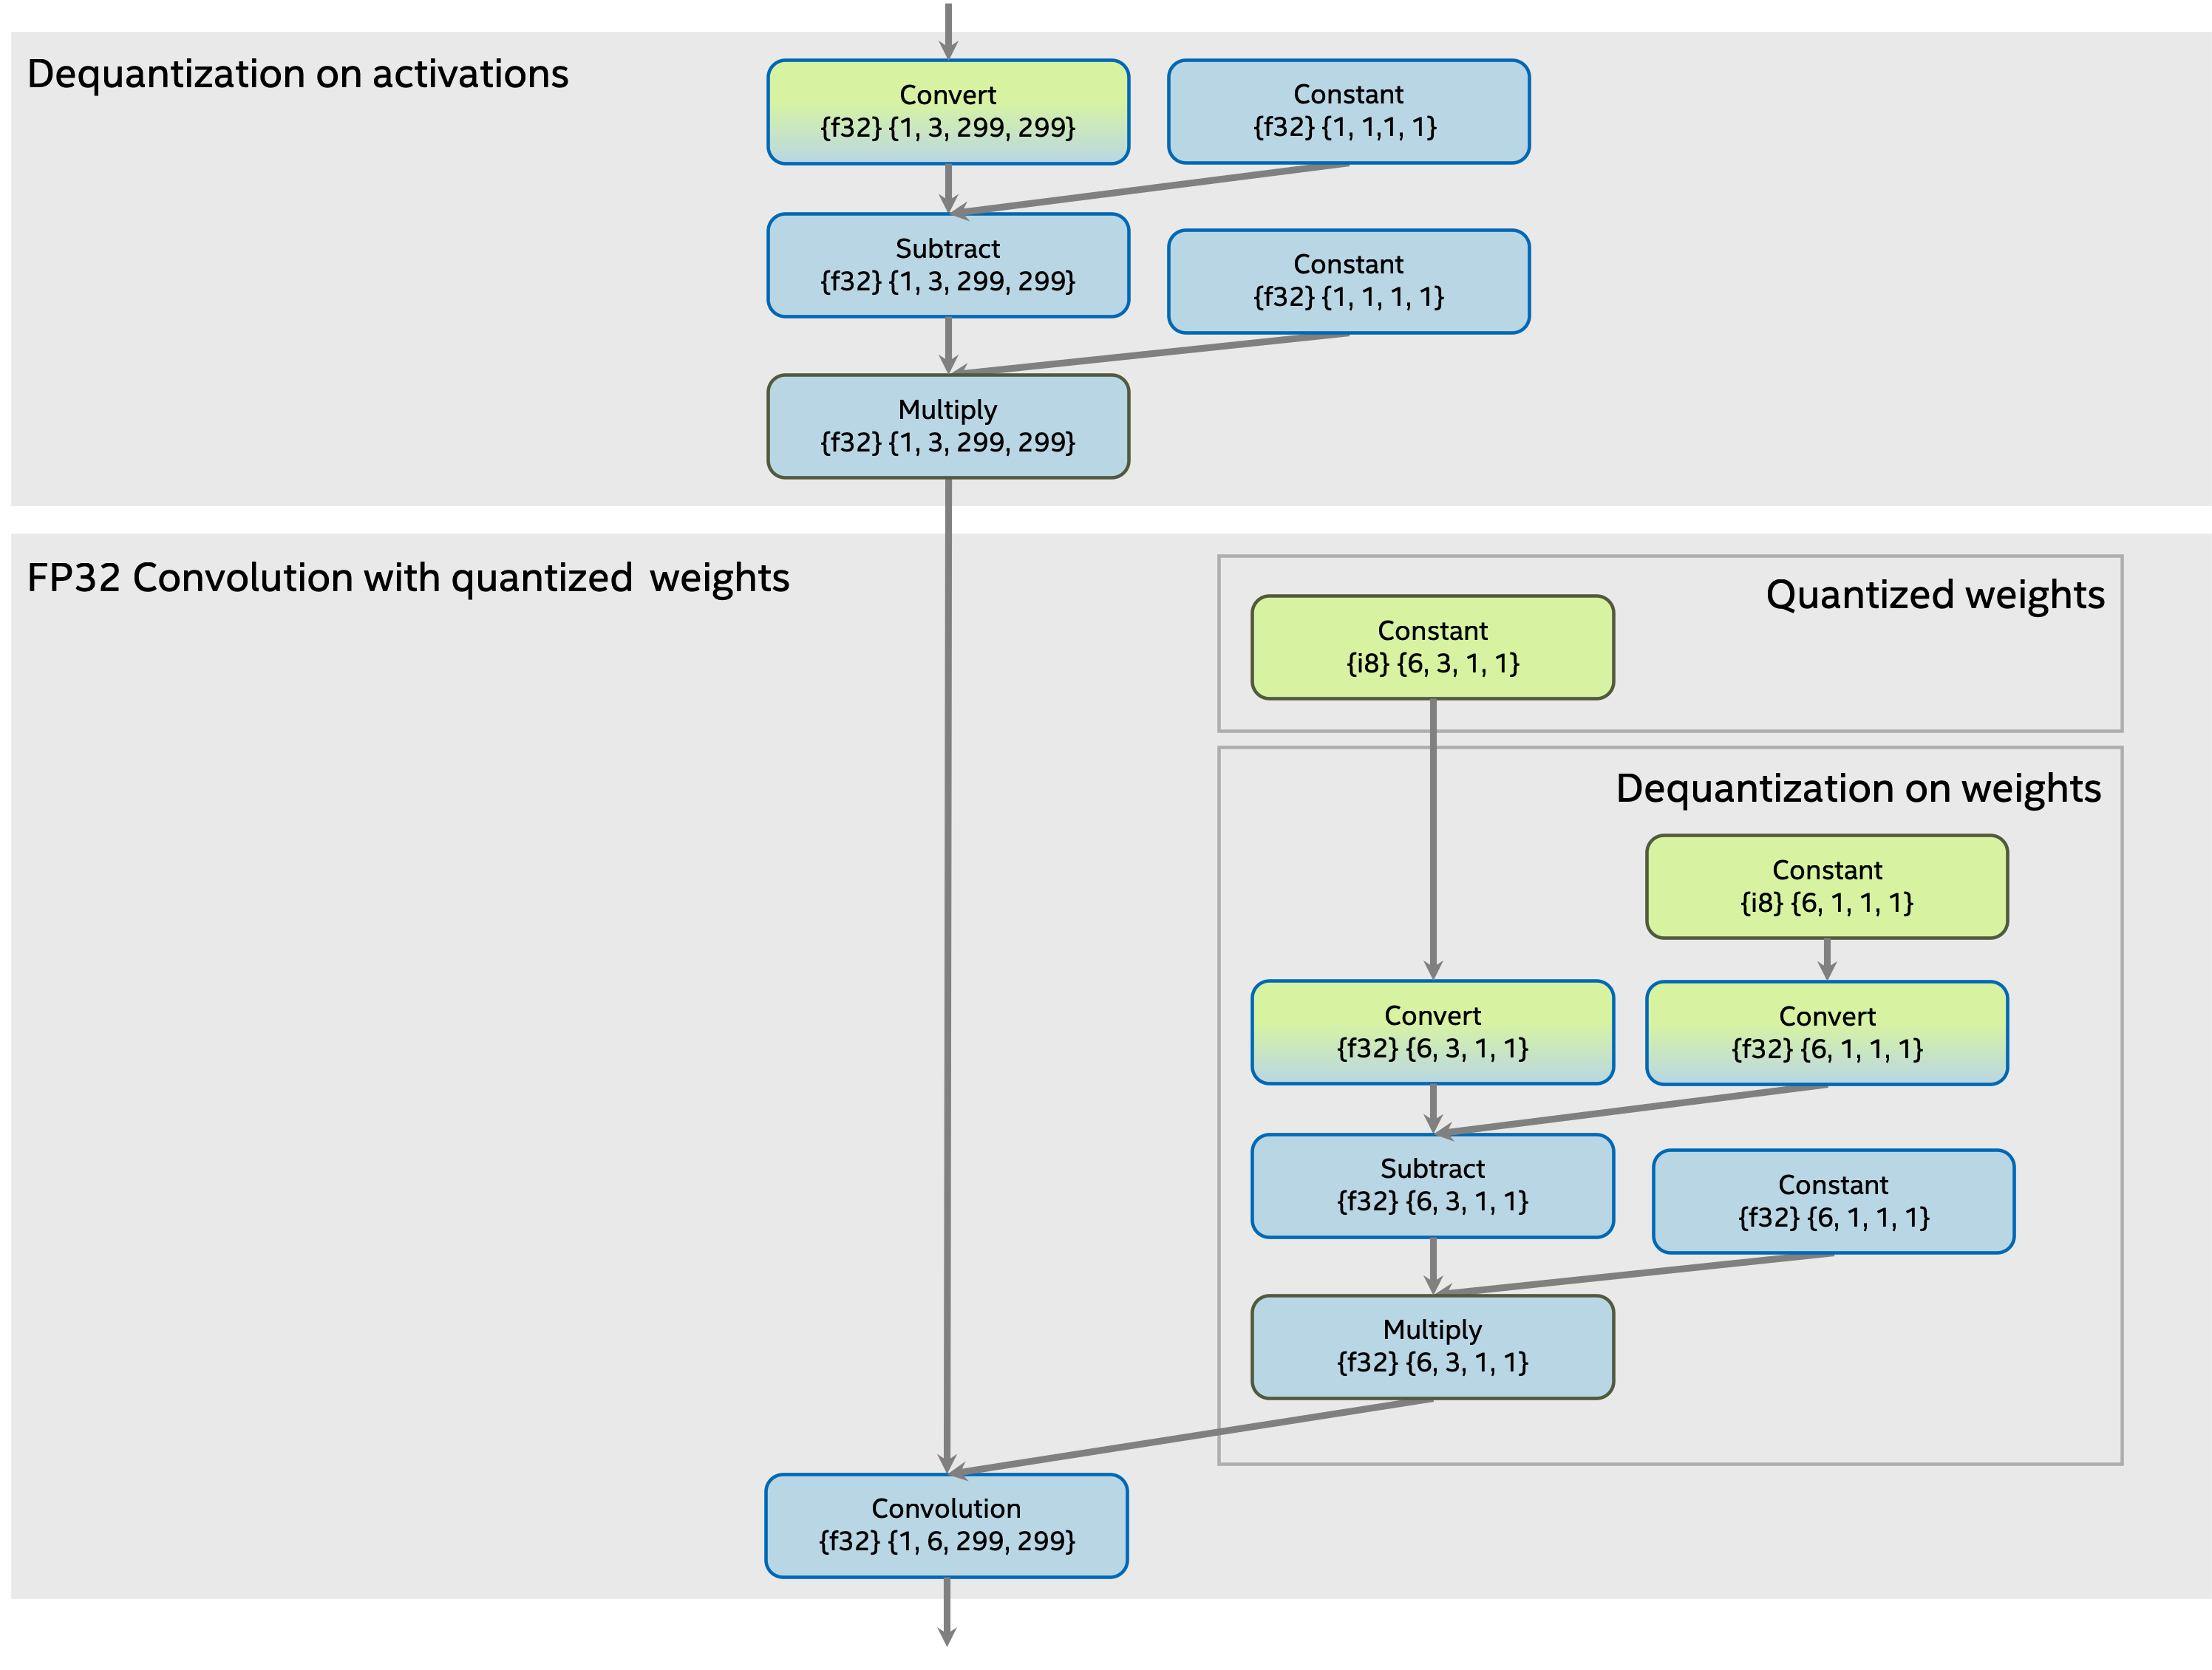 Dequantization on activations
Convert
{f32} {1, 3, 299, 299}
Constant
{f32} {1, 1,1, 1}
Subtract
{f32} {1, 3, 299, 299}
Constant
{f32} {1, 1, 1, 1}
Multiply
{f32} {1, 3, 299, 299}
FP32 Convolution with quantized weights
Quantized weights
Constant
{i8} {6, 3, 1, 1}
Dequantization on weights
Constant
{i8} {6, 1, 1, 1}
Convert
{f32} {6, 3, 1, 1}
Convert
{f32} {6, 1, 1, 1}
Subtract
{f32} {6, 3, 1, 1}
Constant
{f32} {6, 1, 1, 1}
Multiply
{f32} {6, 3, 1, 1}
Convolution
{f32} {1, 6, 299, 299}